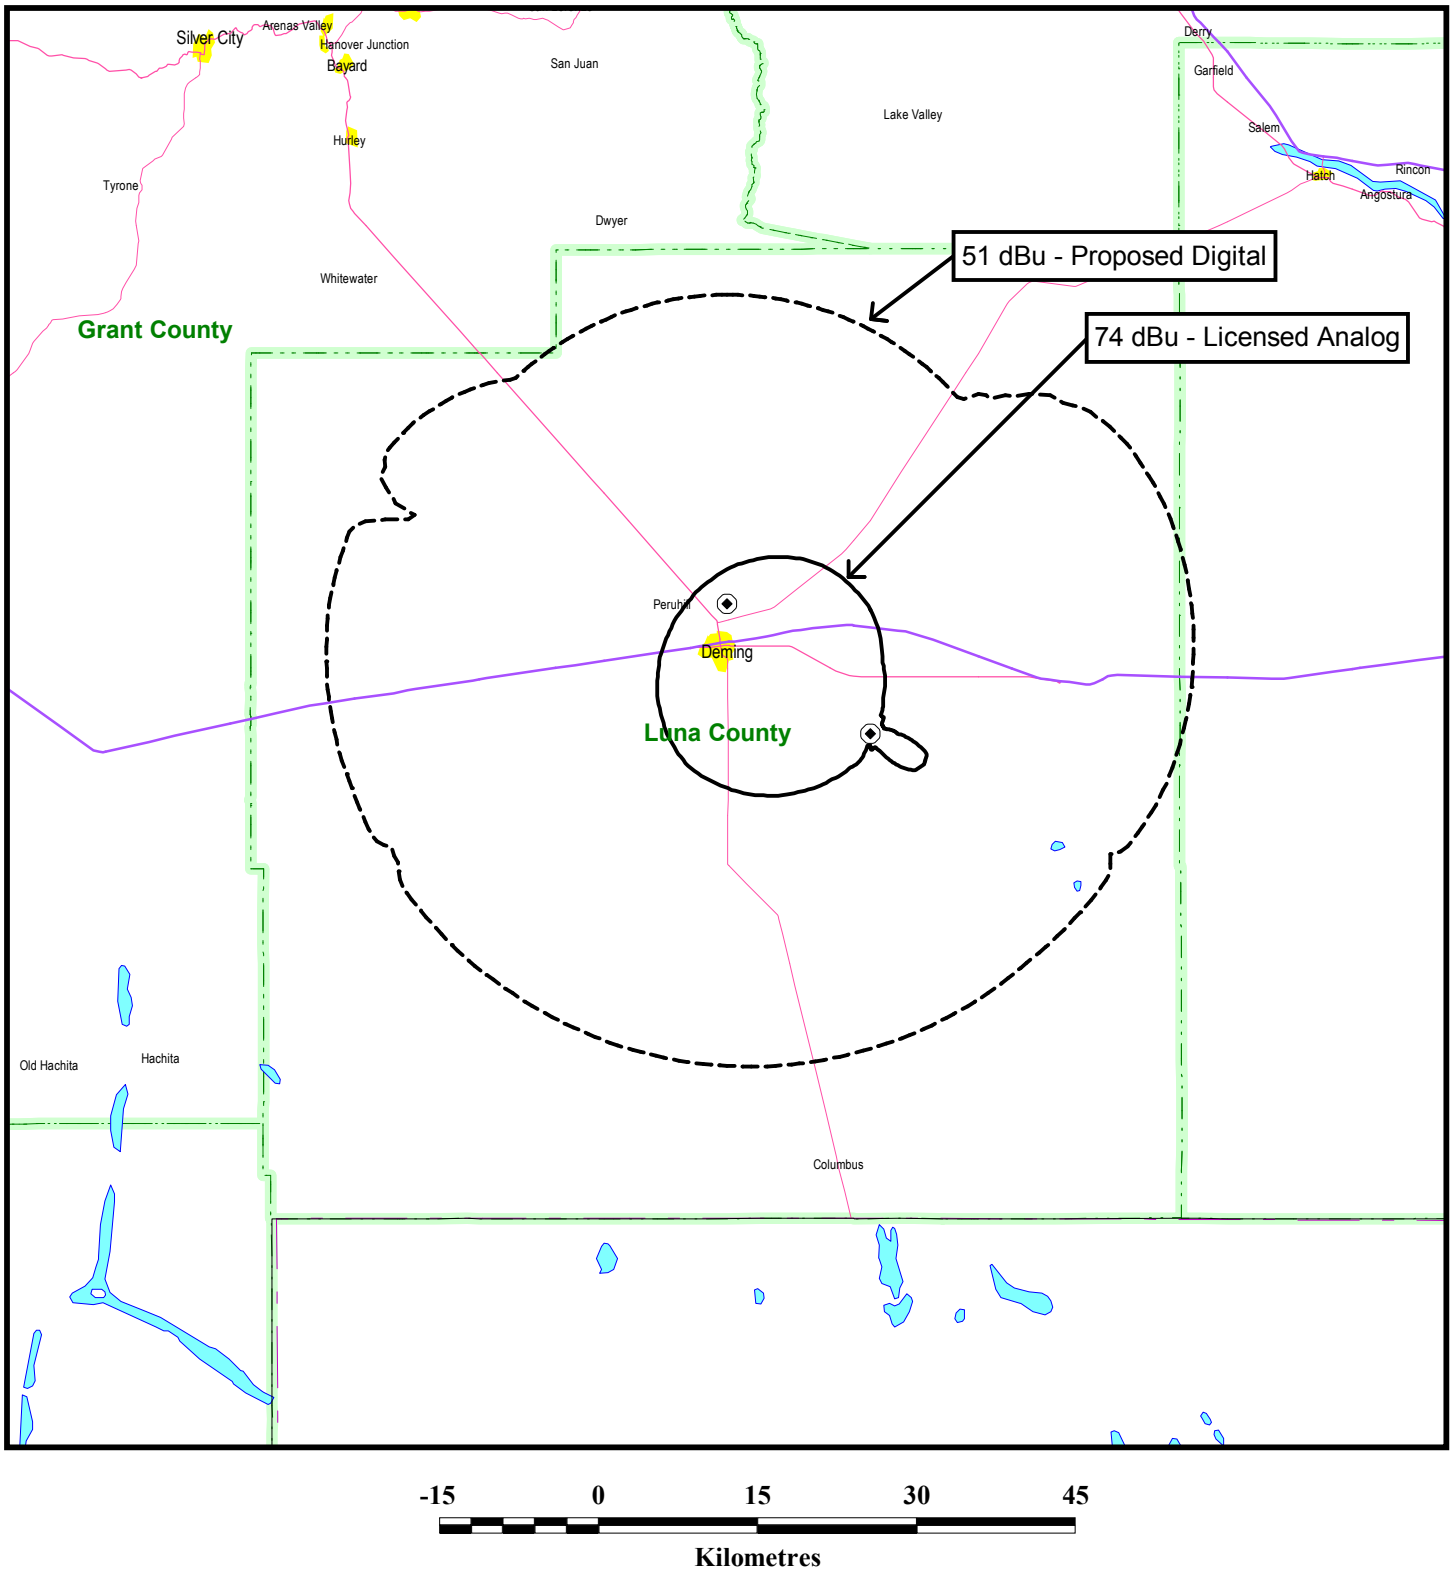 Derry
Arenas Valley
Silver City
Hanover Junction
San Juan
Bayard
Garfield
Lake Valley
Salem
Hurley
Rincon
Hatch
Tyrone
Angostura
Dwyer
51 dBu - Proposed Digital
Whitewater
Grant County
74 dBu - Licensed Analog
Peruhill
Deming
Luna County
Hachita
Old Hachita
Columbus
-15 0 15 30 45
Kilometres